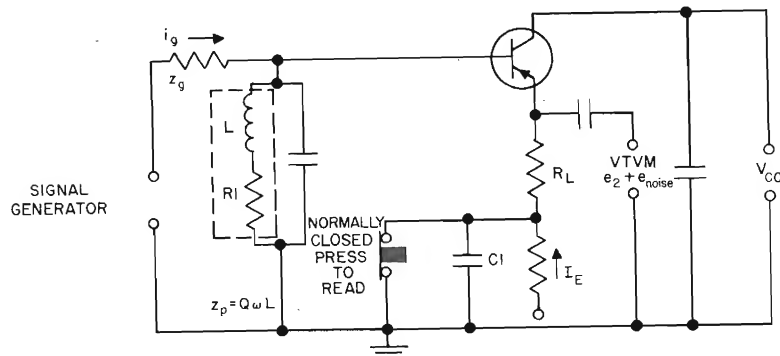 i_g
z_g
L
R1
SIGNAL
GENERATOR
z_p = QωL
NORMALLY
CLOSED
PRESS
TO
READ
C1
R_L
I_E
VTVM
e_2 + e_noise
V_CC